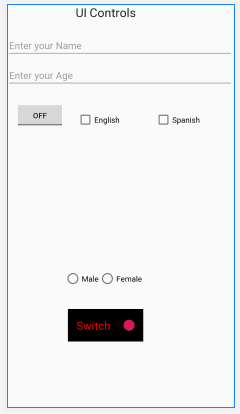 UI Controls
Enter your Name
Enter your Age
OFF English Spanish
Male Female
Switch